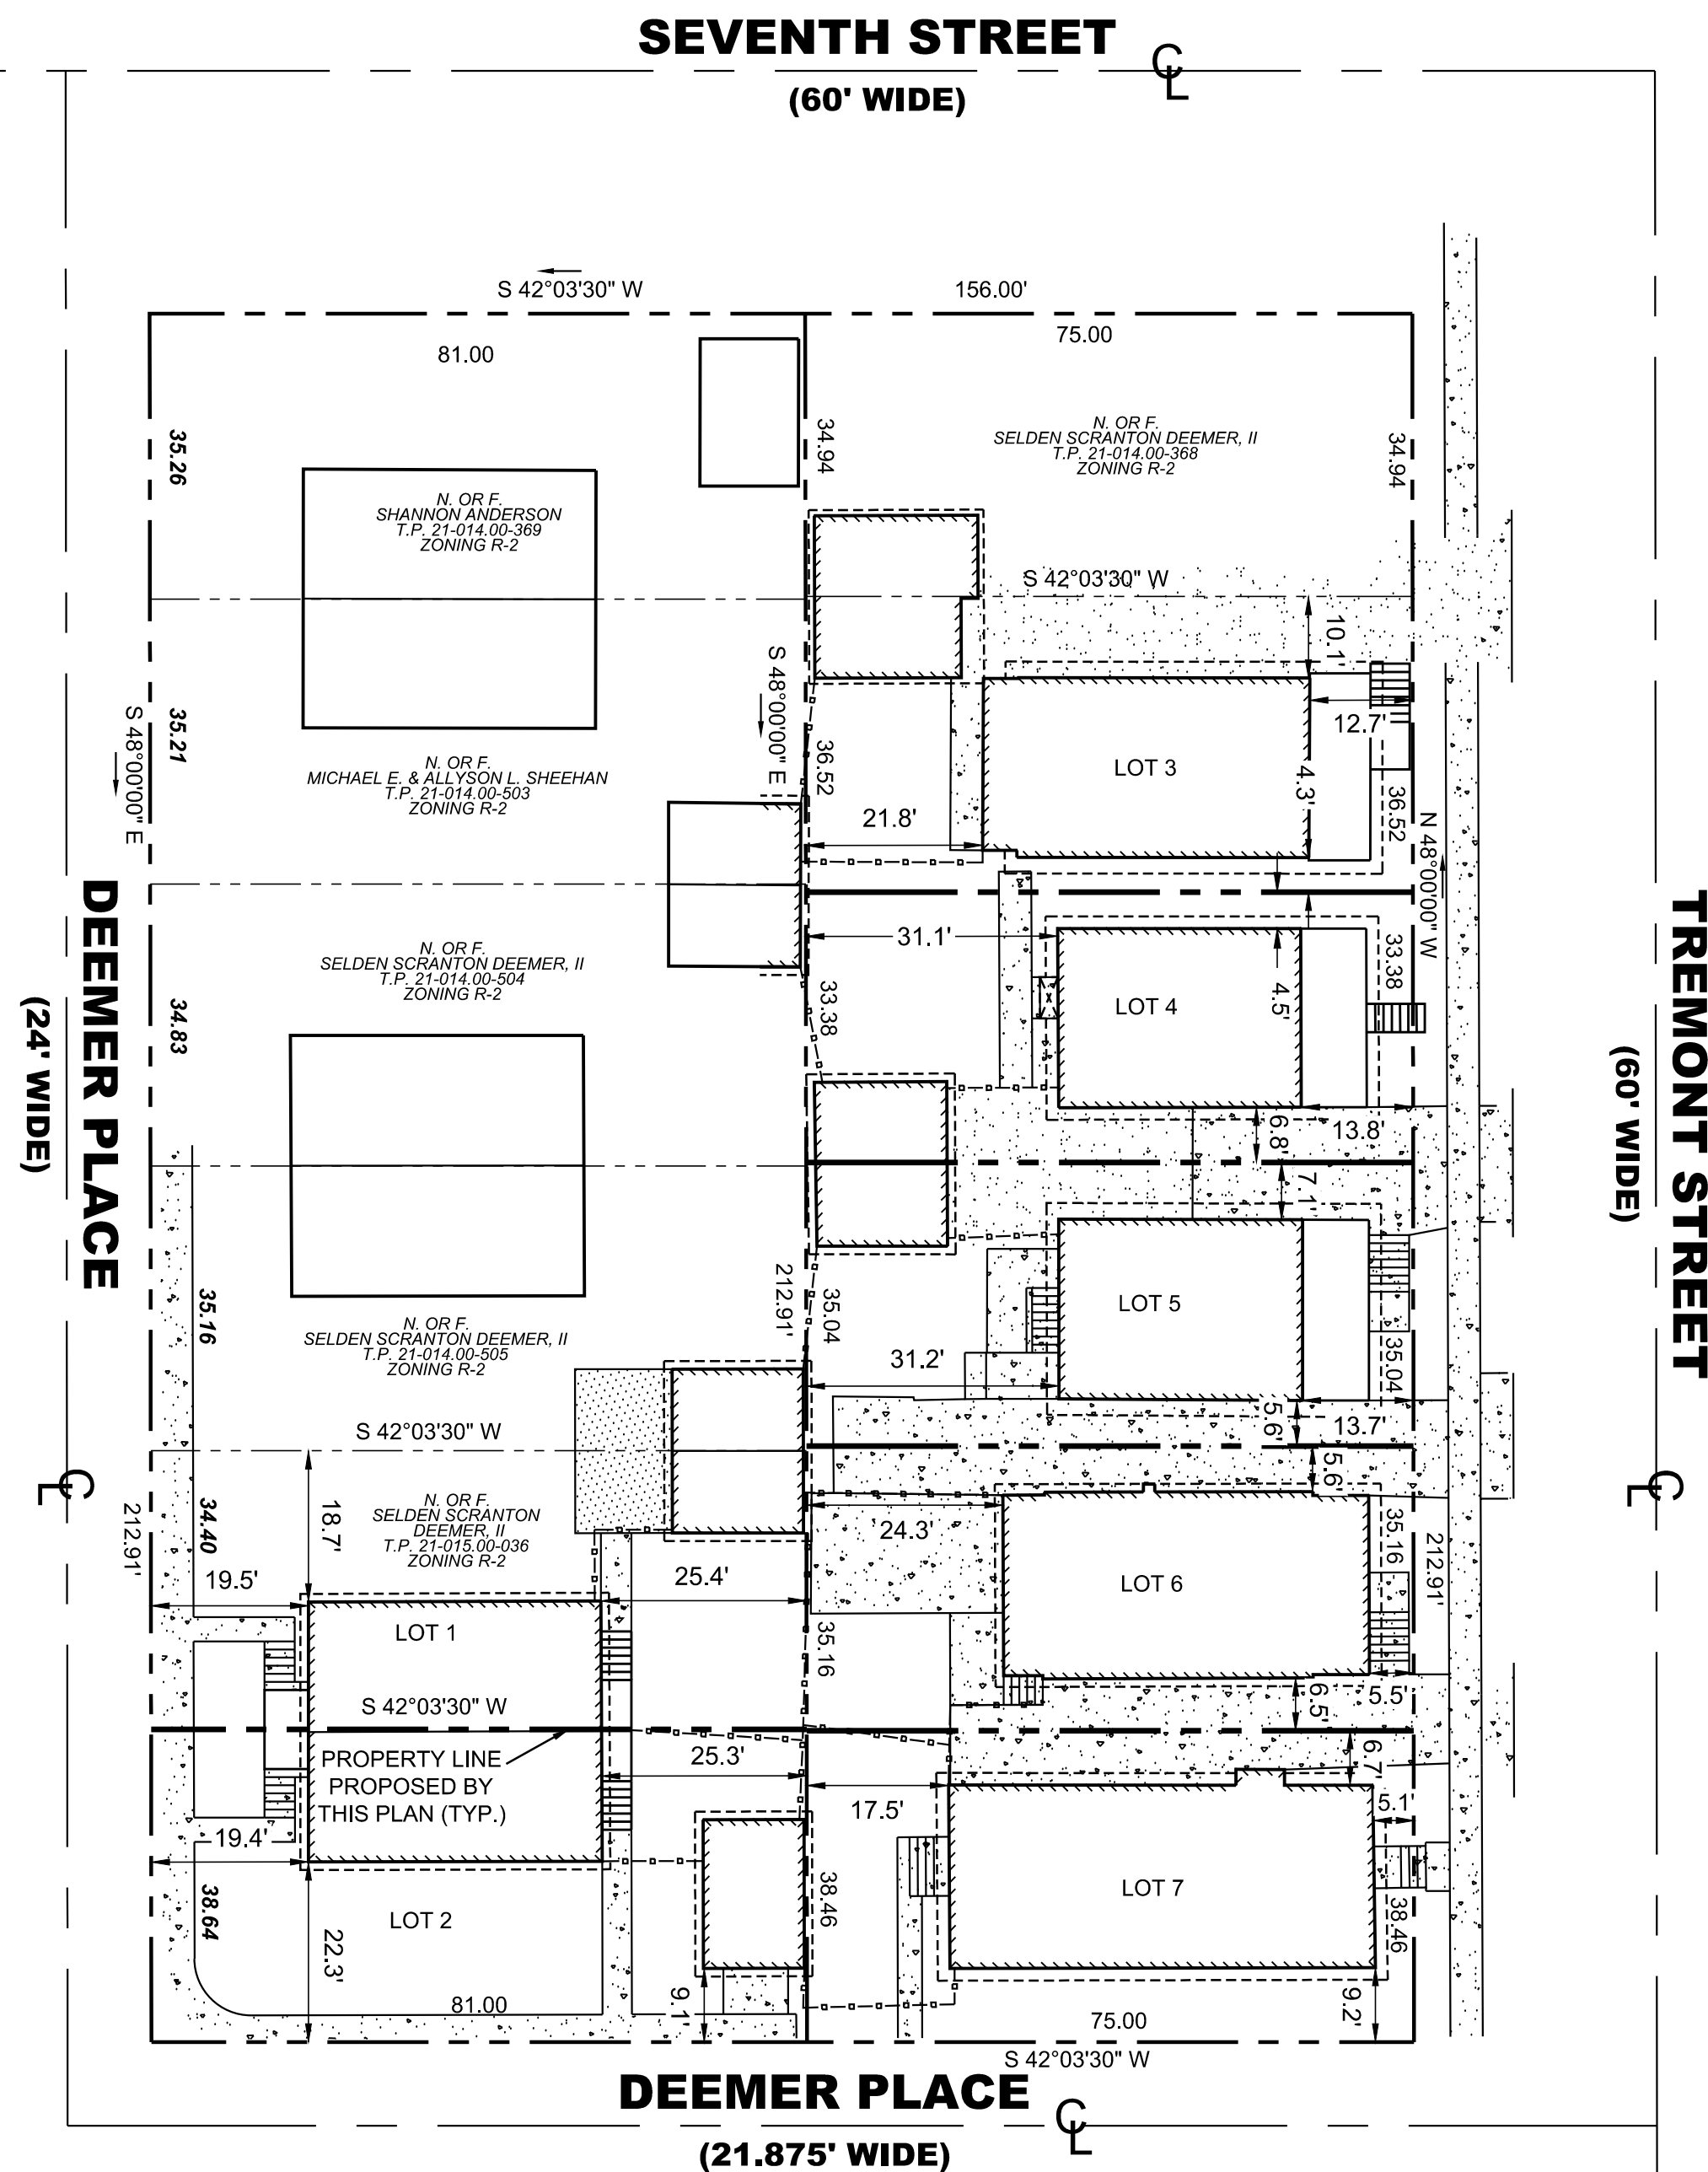 SEVENTH STREET
℄
(60' WIDE)
S 42°03'30" W
156.00'
81.00
75.00
35.26
34.94
34.94
N. OR F.
SHANNON ANDERSON
T.P. 21-014.00-369
ZONING R-2
N. OR F.
SELDEN SCRANTON DEEMER, II
T.P. 21-014.00-368
ZONING R-2
S 42°03'30" W
10.1'
S 48°00'00" E
35.21
S 48°00'00" E
36.52
12.7'
LOT 3
4.3'
36.52
N 48°00'00" W
N. OR F.
MICHAEL E. & ALLYSON L. SHEEHAN
T.P. 21-014.00-503
ZONING R-2
21.8'
DEEMER PLACE
(24' WIDE)
TREMONT STREET
(60' WIDE)
N. OR F.
SELDEN SCRANTON DEEMER, II
T.P. 21-014.00-504
ZONING R-2
31.1'
33.38
34.83
33.38
LOT 4
4.5'
6.8'
13.8'
7.1'
35.16
212.91'
35.04
LOT 5
35.04
N. OR F.
SELDEN SCRANTON DEEMER, II
T.P. 21-014.00-505
ZONING R-2
31.2'
5.6'
13.7'
S 42°03'30" W
5.6'
℄
℄
212.91'
34.40
18.7'
N. OR F.
SELDEN SCRANTON
DEEMER, II
T.P. 21-015.00-036
ZONING R-2
24.3'
35.16
212.91'
19.5'
25.4'
LOT 6
LOT 1
35.16
6.5'
5.5'
S 42°03'30" W
PROPERTY LINE
PROPOSED BY
THIS PLAN (TYP.)
25.3'
6.7'
17.5'
5.1'
19.4'
LOT 7
38.64
LOT 2
22.3'
38.46
38.46
81.00
9.1'
75.00
9.2'
S 42°03'30" W
DEEMER PLACE
℄
(21.875' WIDE)